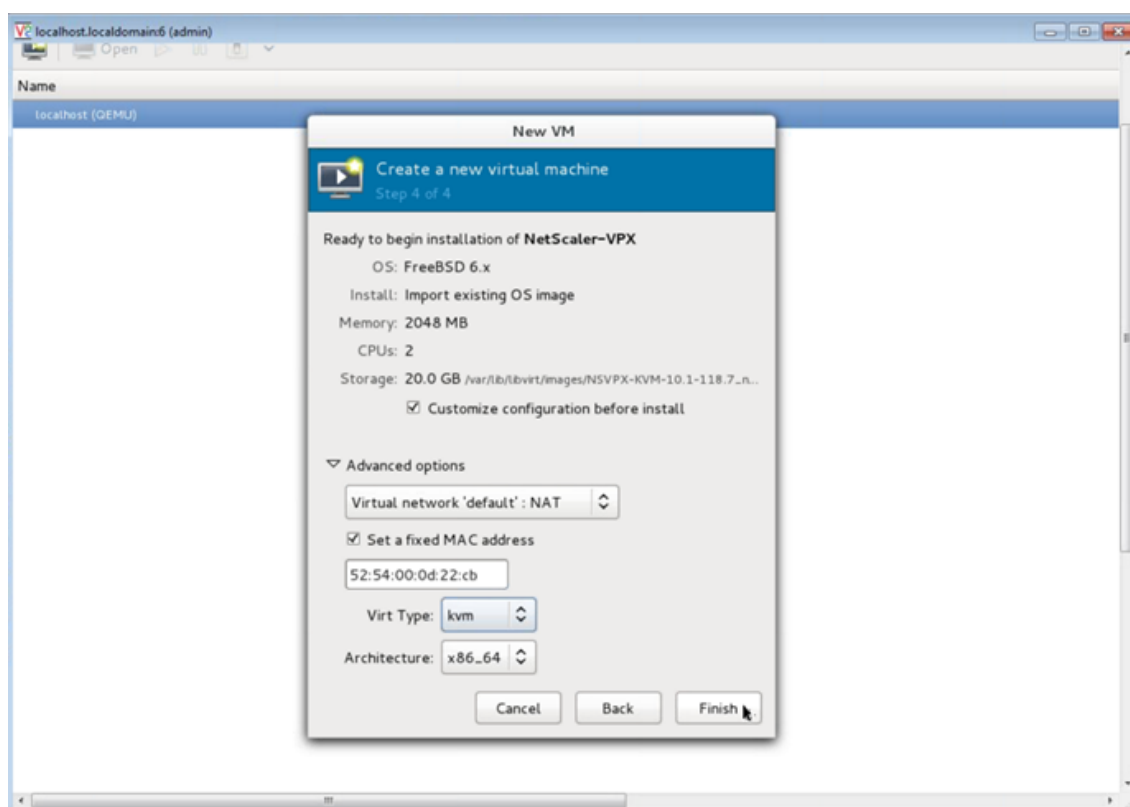 localhost.localdomain:6 (admin)
Open
Name
localhost (QEMU)
New VM
Create a new virtual machine
Step 4 of 4
Ready to begin installation of NetScaler-VPX
OS: FreeBSD 6.x
Install: Import existing OS image
Memory: 2048 MB
CPUs: 2
Storage: 20.0 GB /var/lib/libvirt/images/NSVPX-KVM-10.1-118.7_n...
Customize configuration before install
Advanced options
Virtual network 'default' : NAT
Set a fixed MAC address
52:54:00:0d:22:cb
Virt Type: kvm
Architecture: x86_64
Cancel Back Finish